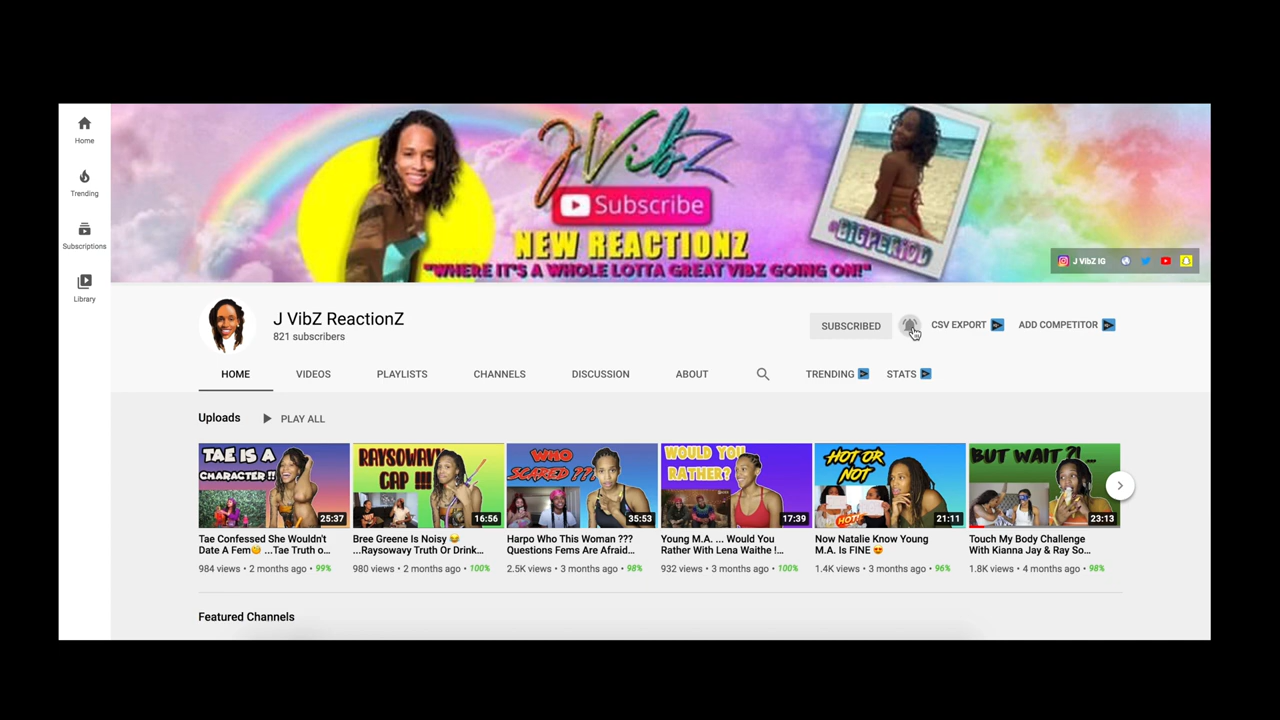 Home
Trending
Subscriptions
Library
JVibZ
Subscribe
NEW REACTIONZ
"WHERE IT'S A WHOLE LOTTA GREAT VIBZ GOING ON!"
#BIGPERIOD
J VibZ IG
J VibZ ReactionZ
821 subscribers
SUBSCRIBED
CSV EXPORT
ADD COMPETITOR
HOME
VIDEOS
PLAYLISTS
CHANNELS
DISCUSSION
ABOUT
TRENDING
STATS
Uploads
PLAY ALL
TAE IS A
CHARACTER !!
25:37
RAYSOWAVY
CAP !!!
16:56
WHO
SCARED ???
35:53
WOULD YOU
RATHER?
17:39
HOT OR
NOT
HOT!
21:11
BUT WAIT ?! ...
23:13
Tae Confessed She Wouldn't
Date A Fem🤔 ...Tae Truth o...
984 views • 2 months ago • 99%
Bree Greene Is Noisy 😂
...Raysowavy Truth Or Drink...
980 views • 2 months ago • 100%
Harpo Who This Woman ???
Questions Fems Are Afraid...
2.5K views • 3 months ago • 98%
Young M.A. ... Would You
Rather With Lena Waithe !...
932 views • 3 months ago • 100%
Now Natalie Know Young
M.A. Is FINE 😍
1.4K views • 3 months ago • 96%
Touch My Body Challenge
With Kianna Jay & Ray So...
1.8K views • 4 months ago • 98%
Featured Channels